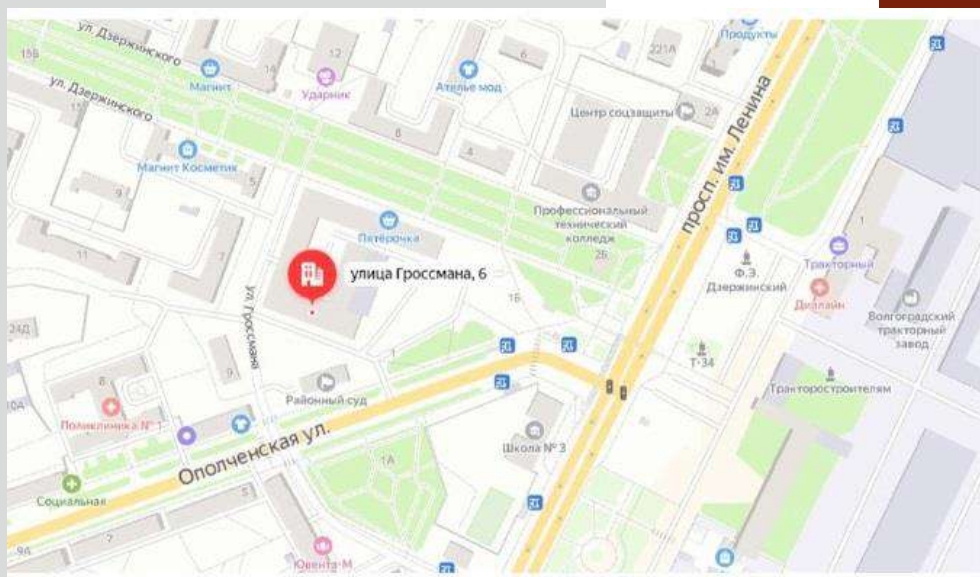 ул. Дзержинского
ул. Дзержинского
15В
14
12
6
221А
Продукты
Магнит
Ударник
Ателье мод
Центр соцзащиты
2А
просп. им. Ленина
8
4
Магнит Косметик
5
9
11
7
Пятёрочка
Профессиональный
технический
колледж
2Б
улица Гроссмана, 6
1Б
Ф.Э.
Дзержинский
1
Тракторный
Диалайн
Волгоградский
тракторный
завод
ул. Гроссмана
24Д
1
9
8
10А
Районный суд
Т-34
Тракторостроителям
Поликлиника № 1
Ополченская ул.
Школа № 3
1А
Социальная
5
7
9А
Ювента-М